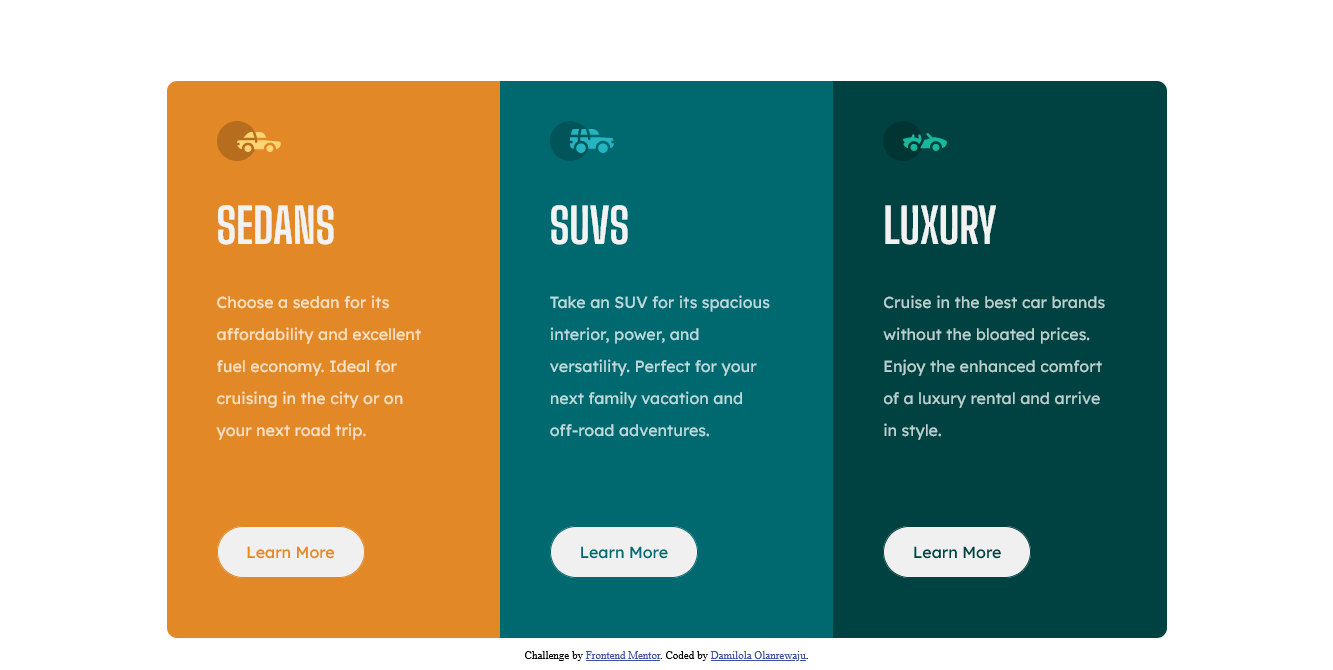 SEDANS
Choose a sedan for its
affordability and excellent
fuel economy. Ideal for
cruising in the city or on
your next road trip.
Learn More
SUVS
Take an SUV for its spacious
interior, power, and
versatility. Perfect for your
next family vacation and
off-road adventures.
Learn More
LUXURY
Cruise in the best car brands
without the bloated prices.
Enjoy the enhanced comfort
of a luxury rental and arrive
in style.
Learn More
Challenge by Frontend Mentor. Coded by Damilola Olanrewaju.